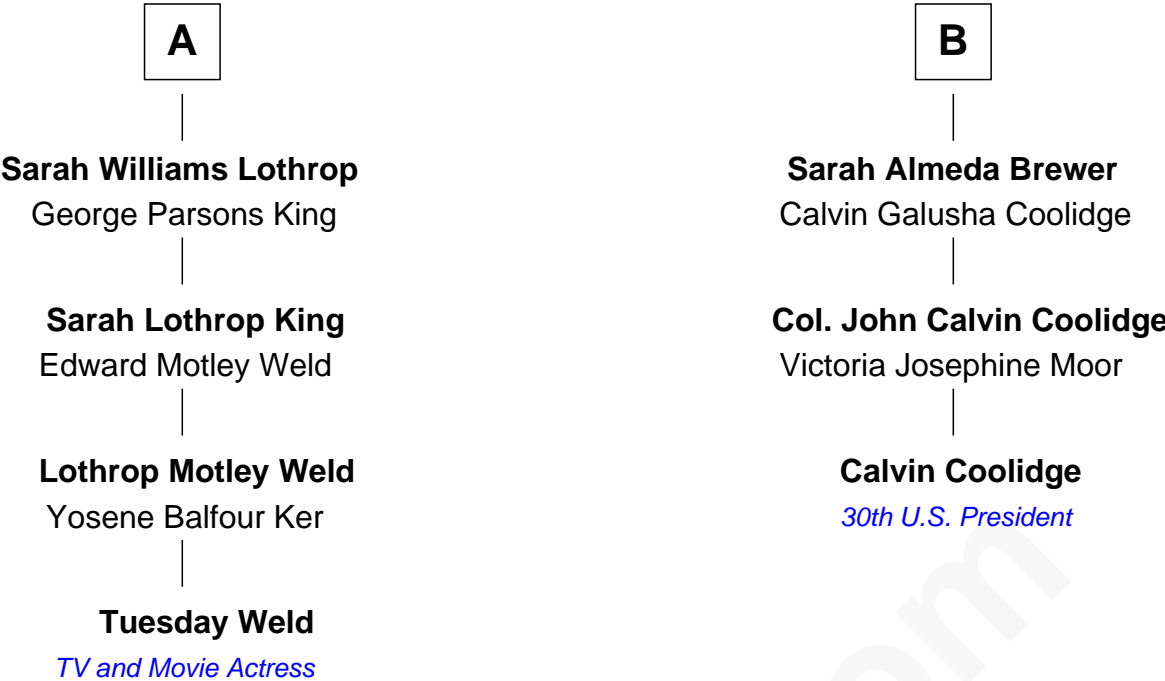 A
Sarah Williams Lothrop
George Parsons King
Sarah Lothrop King
Edward Motley Weld
Lothrop Motley Weld
Yosene Balfour Ker
Tuesday Weld
TV and Movie Actress
B
Sarah Almeda Brewer
Calvin Galusha Coolidge
Col. John Calvin Coolidge
Victoria Josephine Moor
Calvin Coolidge
30th U.S. President
om